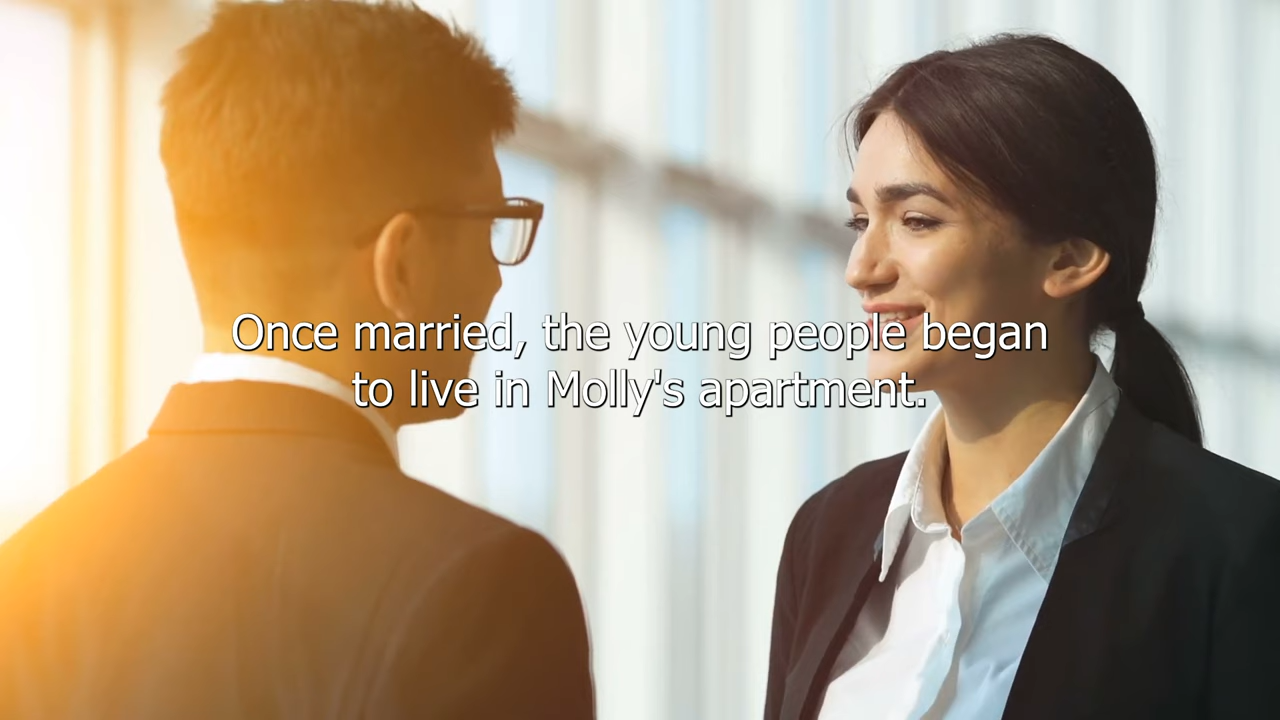 Once married, the young people began
to live in Molly's apartment.